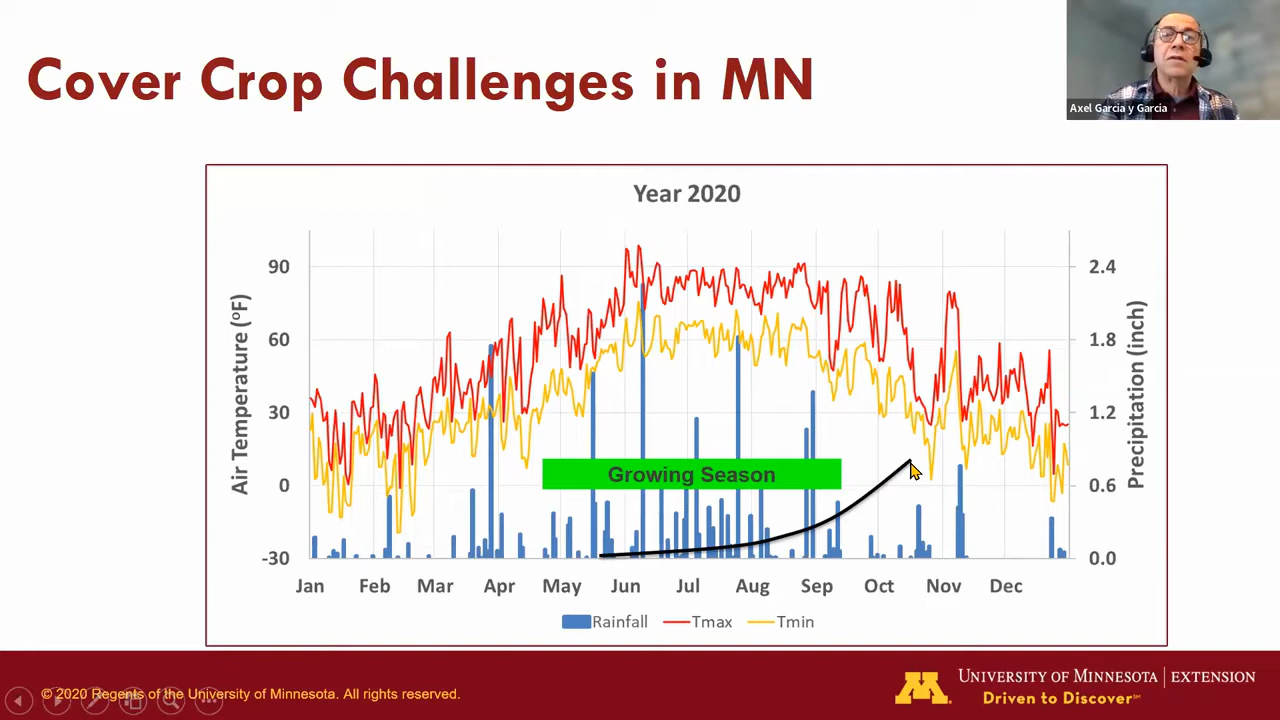 Cover Crop Challenges in MN
Axel Garcia y Garcia
Year 2020
90
60
30
0
-30
Air Temperature (ºF)
2.4
1.8
1.2
0.6
0.0
Precipitation (inch)
Growing Season
Jan Feb Mar Apr May Jun Jul Aug Sep Oct Nov Dec
Rainfall Tmax Tmin
© 2020 Regents of the University of Minnesota. All rights reserved.
M
UNIVERSITY OF MINNESOTA | EXTENSION
Driven to Discover℠